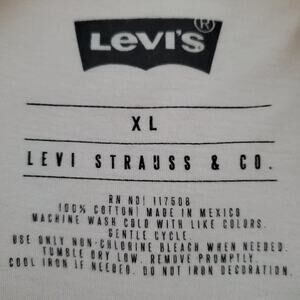 LEVI'S®
XL
LEVI STRAUSS & CO.
RN NO! 117508
100% COTTON! MADE IN MEXICO
MACHINE WASH COLD WITH LIKE COLORS.
GENTLE CYCLE.
USE ONLY NON-CHLORINE BLEACH WHEN NEEDED.
TUMBLE DRY LOW. REMOVE PROMPTLY.
COOL IRON IF NEEDED. DO NOT IRON DECORATION.